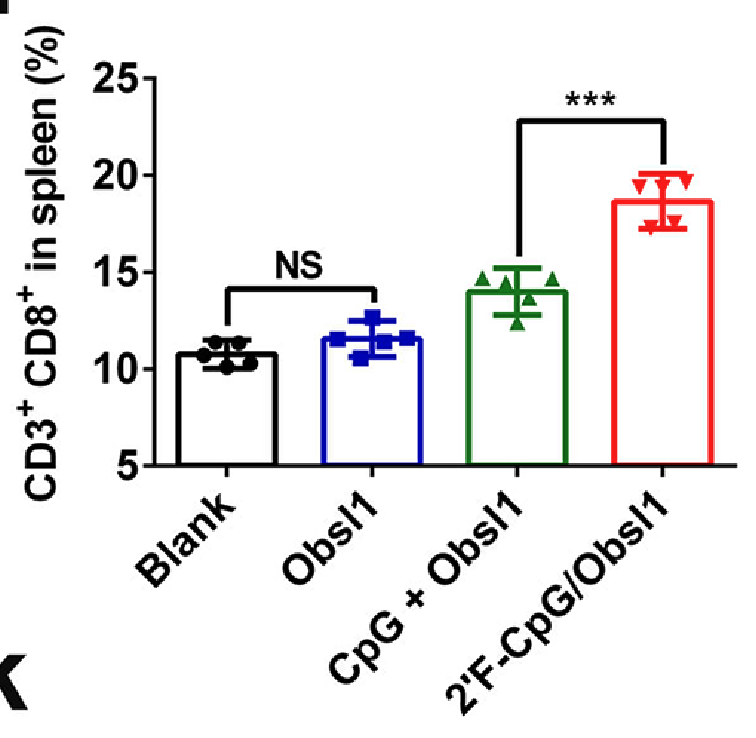 CD3⁺ CD8⁺ in spleen (%)
25
20
15
10
5
NS
***
Blank
Obsl1
CpG + Obsl1
2'F-CpG/Obsl1